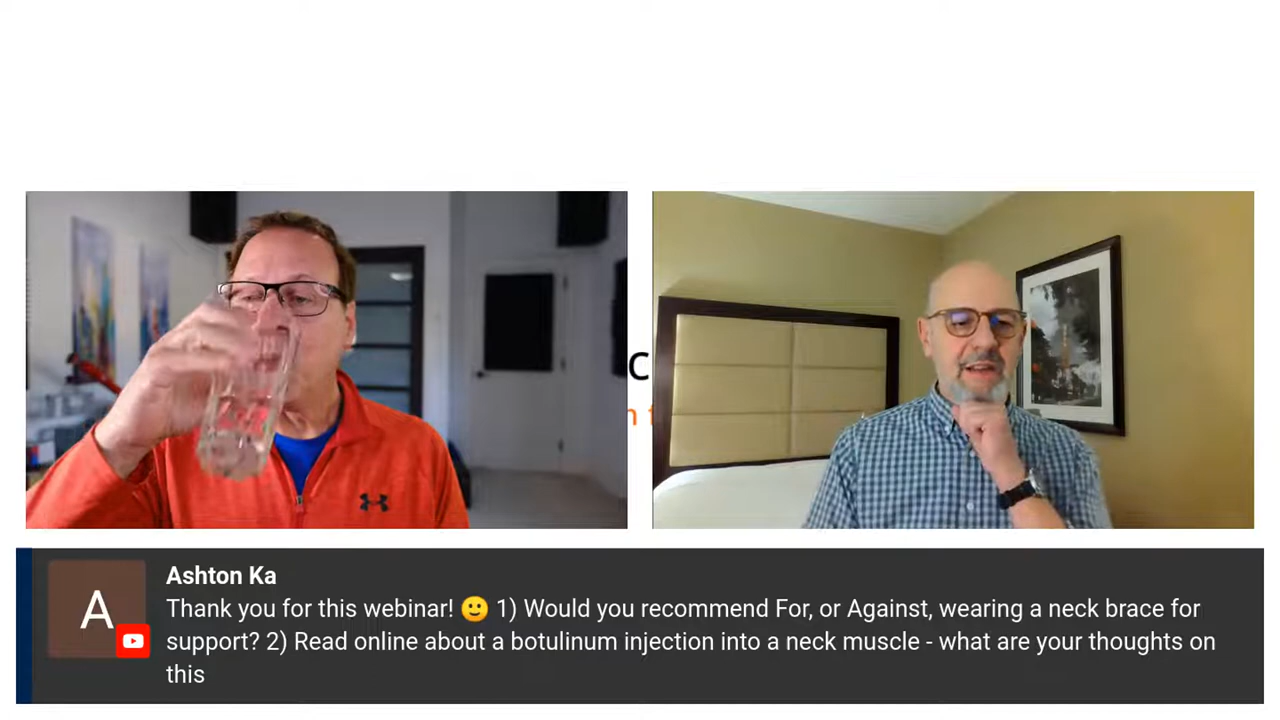 c
n f
A
Ashton Ka
Thank you for this webinar! 🙂 1) Would you recommend For, or Against, wearing a neck brace for
support? 2) Read online about a botulinum injection into a neck muscle - what are your thoughts on
this